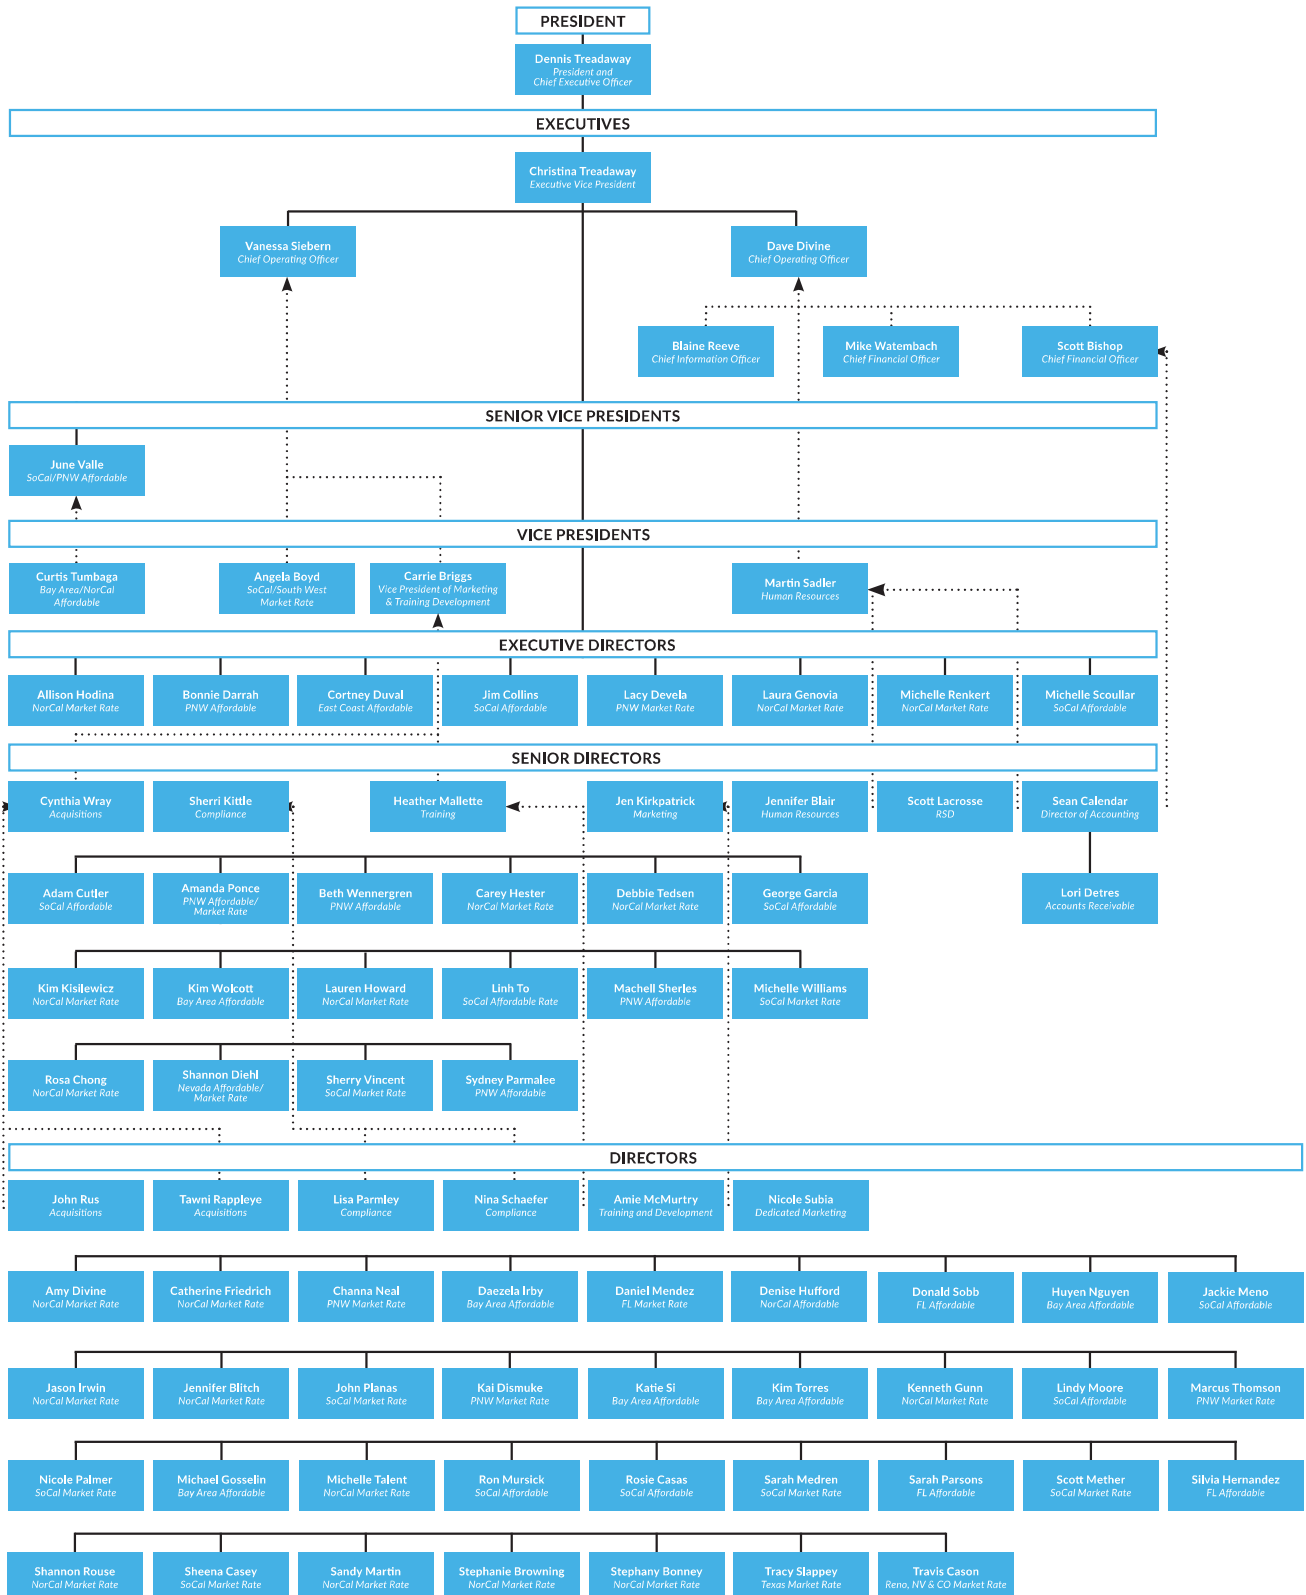 PRESIDENT
Dennis Treadaway
President and
Chief Executive Officer
EXECUTIVES
Christina Treadaway
Executive Vice President
Vanessa Siebern
Chief Operating Officer
Dave Divine
Chief Operating Officer
Blaine Reeve
Chief Information Officer
Mike Watembach
Chief Financial Officer
Scott Bishop
Chief Financial Officer
SENIOR VICE PRESIDENTS
June Valle
SoCal/PNW Affordable
VICE PRESIDENTS
Curtis Tumbaga
Bay Area/NorCal
Affordable
Angela Boyd
SoCal/South West
Market Rate
Carrie Briggs
Vice President of Marketing
& Training Development
Martin Sadler
Human Resources
EXECUTIVE DIRECTORS
Allison Hodina
NorCal Market Rate
Bonnie Darrah
PNW Affordable
Cortney Duval
East Coast Affordable
Jim Collins
SoCal Affordable
Lacy Devela
PNW Market Rate
Laura Genovia
NorCal Market Rate
Michelle Renkert
NorCal Market Rate
Michelle Scoullar
SoCal Affordable
SENIOR DIRECTORS
Cynthia Wray
Acquisitions
Sherri Kittle
Compliance
Heather Mallette
Training
Jen Kirkpatrick
Marketing
Jennifer Blair
Human Resources
Scott Lacrosse
RSD
Sean Calendar
Director of Accounting
Adam Cutler
SoCal Affordable
Amanda Ponce
PNW Affordable/
Market Rate
Beth Wennergren
PNW Affordable
Carey Hester
NorCal Market Rate
Debbie Tedsen
NorCal Market Rate
George Garcia
SoCal Affordable
Lori Detres
Accounts Receivable
Kim Kisilewicz
NorCal Market Rate
Kim Wolcott
Bay Area Affordable
Lauren Howard
NorCal Market Rate
Linh To
SoCal Affordable Rate
Machell Sherles
PNW Affordable
Michelle Williams
SoCal Market Rate
Rosa Chong
NorCal Market Rate
Shannon Diehl
Nevada Affordable/
Market Rate
Sherry Vincent
SoCal Market Rate
Sydney Parmalee
PNW Affordable
DIRECTORS
John Rus
Acquisitions
Tawni Rappleye
Acquisitions
Lisa Parmley
Compliance
Nina Schaefer
Compliance
Amie McMurtry
Training and Development
Nicole Subia
Dedicated Marketing
Amy Divine
NorCal Market Rate
Catherine Friedrich
NorCal Market Rate
Channa Neal
PNW Market Rate
Daezela Irby
Bay Area Affordable
Daniel Mendez
FL Market Rate
Denise Hufford
NorCal Affordable
Donald Sobb
FL Affordable
Huyen Nguyen
Bay Area Affordable
Jackie Meno
SoCal Affordable
Jason Irwin
NorCal Market Rate
Jennifer Blitch
NorCal Market Rate
John Planas
SoCal Market Rate
Kai Dismuke
PNW Market Rate
Katie Si
Bay Area Affordable
Kim Torres
Bay Area Affordable
Kenneth Gunn
NorCal Market Rate
Lindy Moore
SoCal Affordable
Marcus Thomson
PNW Market Rate
Nicole Palmer
SoCal Market Rate
Michael Gosselin
Bay Area Affordable
Michelle Talent
NorCal Market Rate
Ron Mursick
SoCal Affordable
Rosie Casas
SoCal Affordable
Sarah Medren
SoCal Market Rate
Sarah Parsons
FL Affordable
Scott Mether
SoCal Market Rate
Silvia Hernandez
FL Affordable
Shannon Rouse
NorCal Market Rate
Sheena Casey
SoCal Market Rate
Sandy Martin
NorCal Market Rate
Stephanie Browning
NorCal Market Rate
Stephany Bonney
NorCal Market Rate
Tracy Slappey
Texas Market Rate
Travis Cason
Reno, NV & CO Market Rate